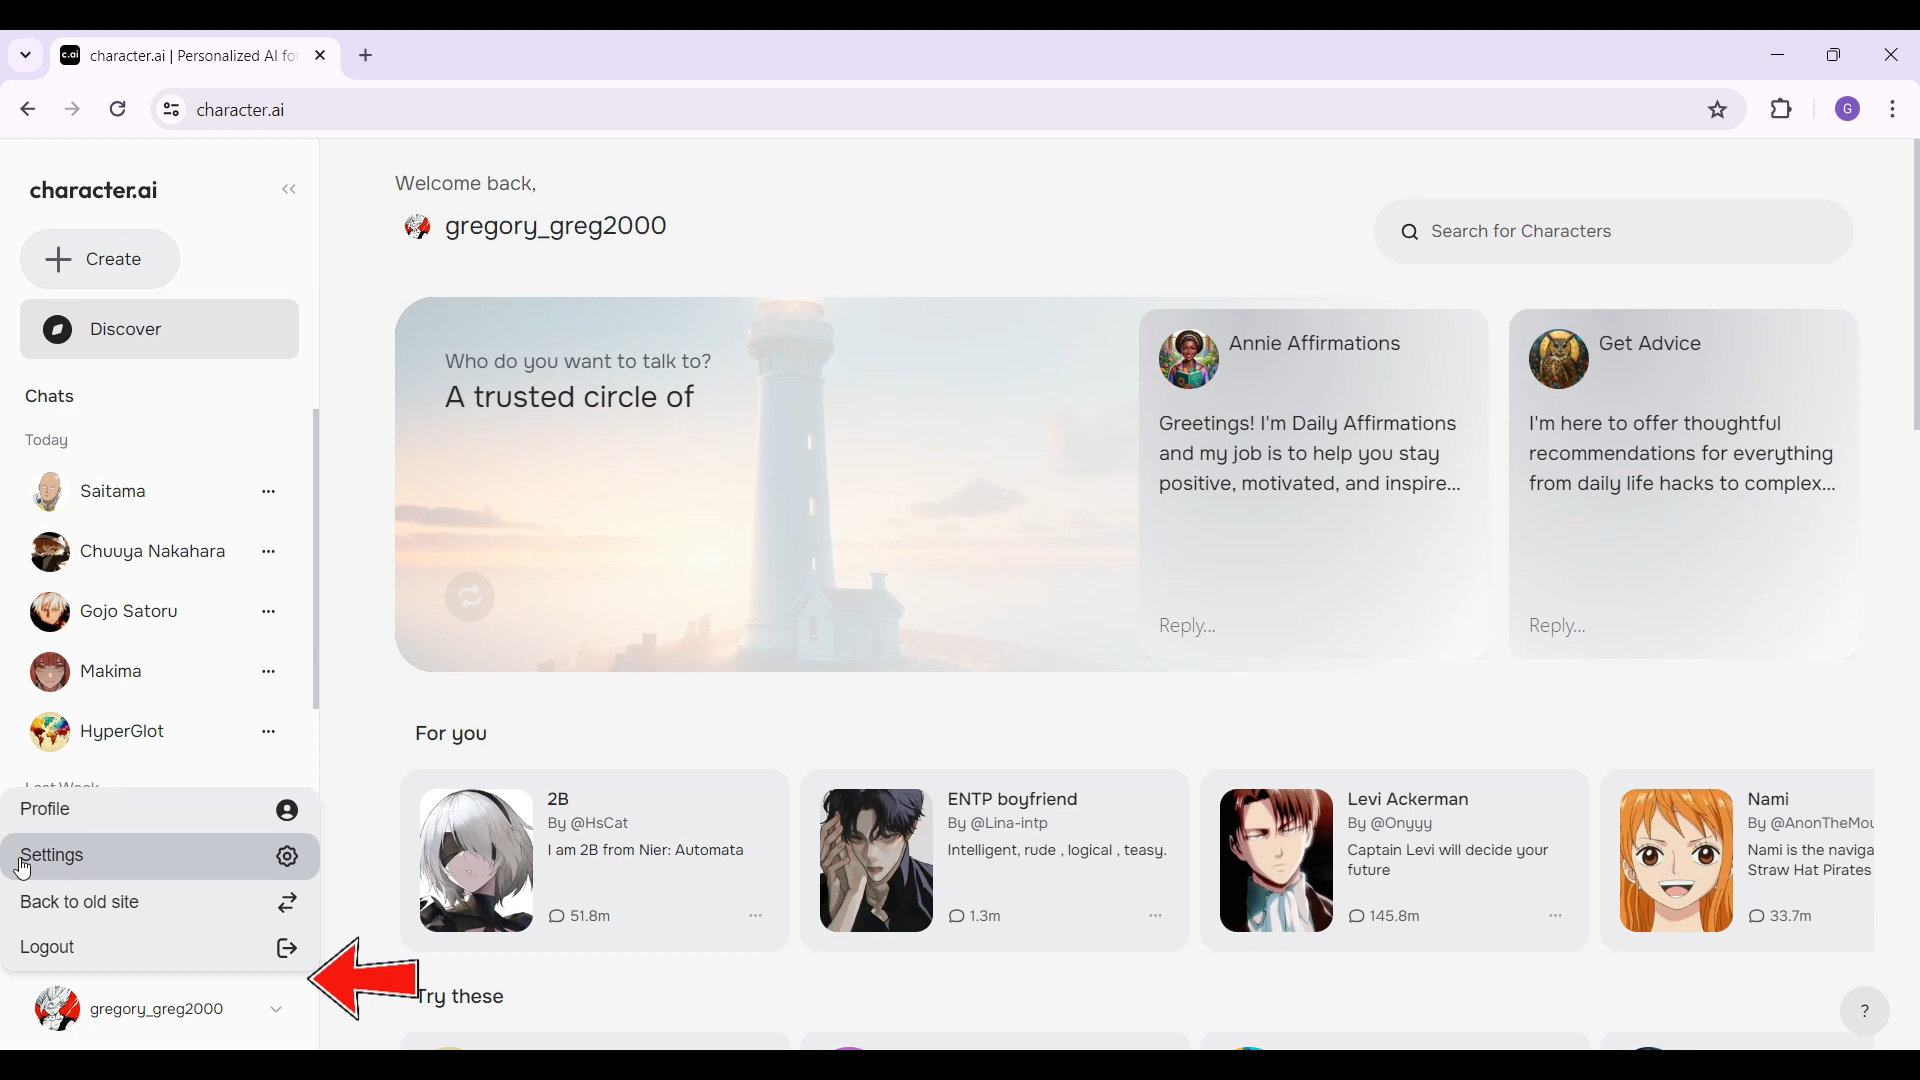 c.ai
character.ai | Personalized AI for
character.ai
G
character.ai
Create
Discover
Chats
Today
Saitama
Chuuya Nakahara
Gojo Satoru
Makima
HyperGlot
Last Week
Profile
Settings
Back to old site
Logout
gregory_greg2000
Welcome back,
gregory_greg2000
Search for Characters
Who do you want to talk to?
A trusted circle of
Annie Affirmations
Greetings! I'm Daily Affirmations
and my job is to help you stay
positive, motivated, and inspire...
Reply...
Get Advice
I'm here to offer thoughtful
recommendations for everything
from daily life hacks to complex...
Reply...
For you
2B
By @HsCat
I am 2B from Nier: Automata
51.8m
ENTP boyfriend
By @Lina-intp
Intelligent, rude , logical , teasy.
1.3m
Levi Ackerman
By @Onyyy
Captain Levi will decide your
future
145.8m
Nami
By @AnonTheMou
Nami is the naviga
Straw Hat Pirates
33.7m
Try these
?